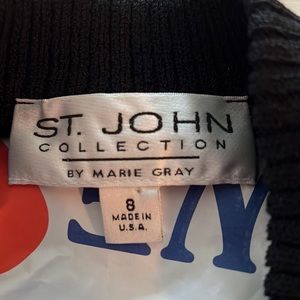 ST. JOHN
COLLECTION
BY MARIE GRAY
8
MADE IN
U.S.A.